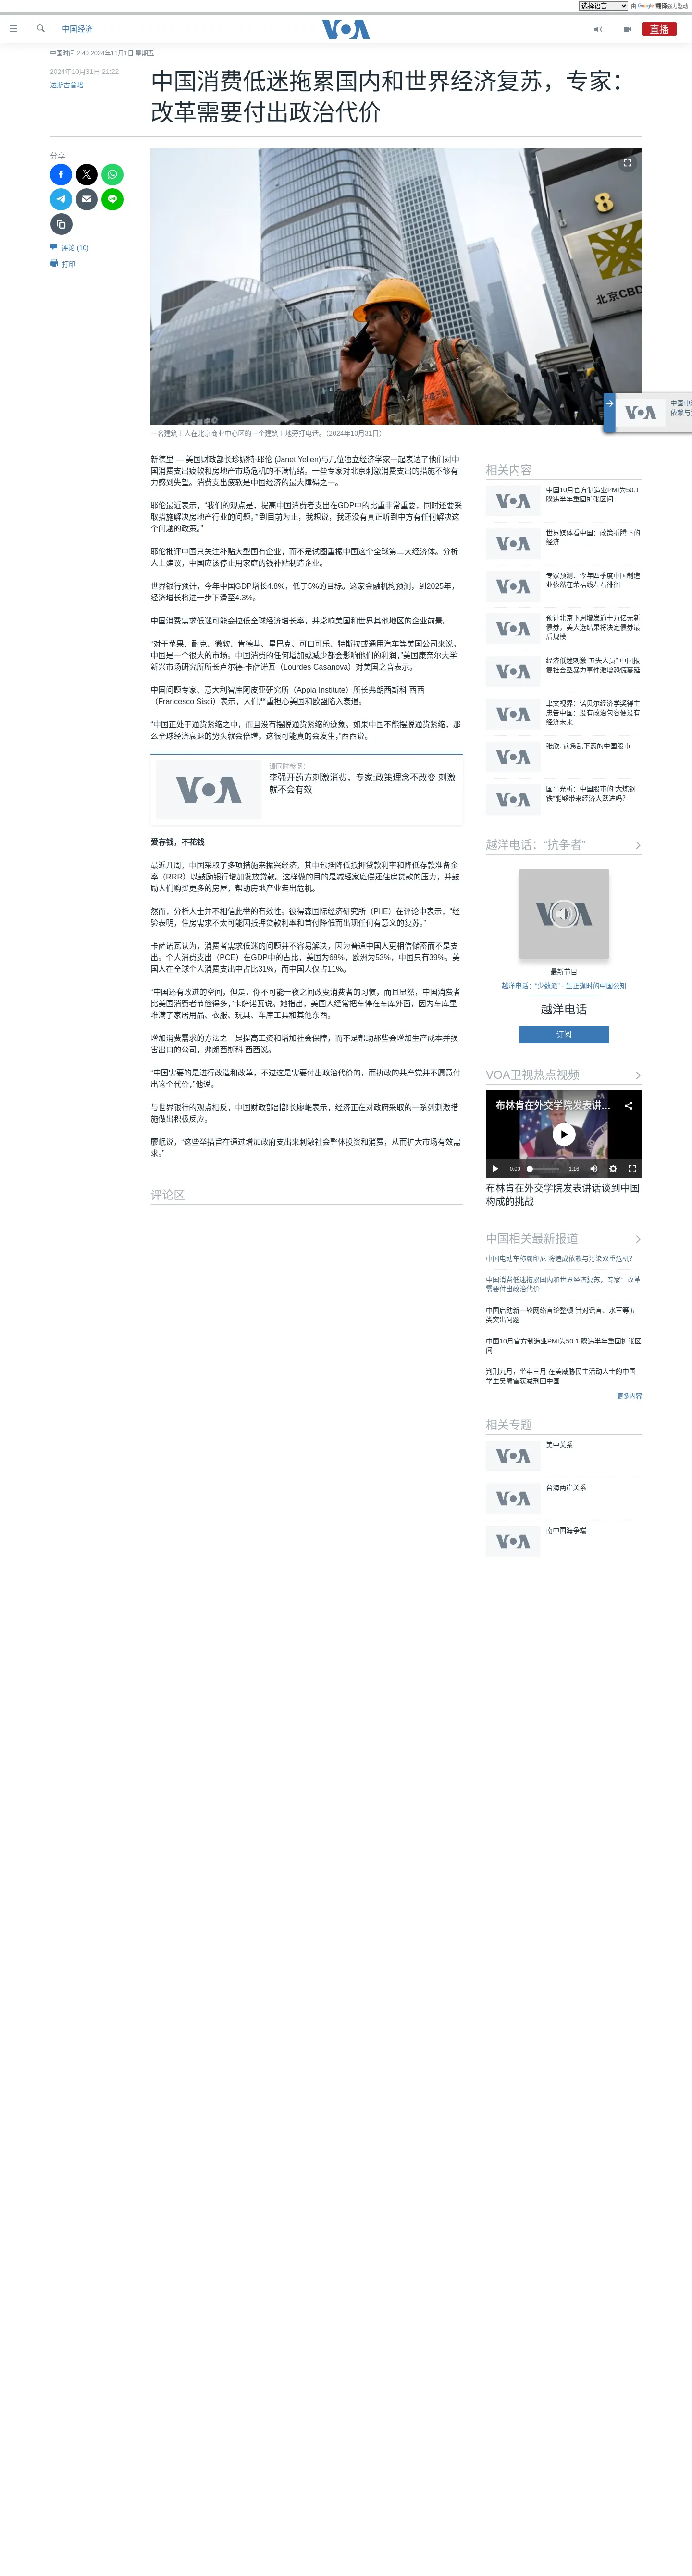 选择语言 由 Google 翻译强力驱动
中国经济
VOA
直播
中国时间 2:40 2024年11月1日 星期五
2024年10月31日 21:22
达斯古普塔
中国消费低迷拖累国内和世界经济复苏，专家：
改革需要付出政治代价
分享
评论 (10)
打印
8
北京CBD
一名建筑工人在北京商业中心区的一个建筑工地旁打电话。（2024年10月31日）
新德里 — 美国财政部长珍妮特·耶伦 (Janet Yellen)与几位独立经济学家一起表达了他们对中
国消费支出疲软和房地产市场危机的不满情绪。一些专家对北京刺激消费支出的措施不够有
力感到失望。消费支出疲软是中国经济的最大障碍之一。
耶伦最近表示，“我们的观点是，提高中国消费者支出在GDP中的比重非常重要，同时还要采
取措施解决房地产行业的问题。”“到目前为止，我想说，我还没有真正听到中方有任何解决这
个问题的政策。”
耶伦批评中国只关注补贴大型国有企业，而不是试图重振中国这个全球第二大经济体。分析
人士建议，中国应该停止用家庭的钱补贴制造企业。
世界银行预计，今年中国GDP增长4.8%，低于5%的目标。这家金融机构预测，到2025年，
经济增长将进一步下滑至4.3%。
中国消费需求低迷可能会拉低全球经济增长率，并影响美国和世界其他地区的企业前景。
“对于苹果、耐克、微软、肯德基、星巴克、可口可乐、特斯拉或通用汽车等美国公司来说，
中国是一个很大的市场。中国消费的任何增加或减少都会影响他们的利润，”美国康奈尔大学
新兴市场研究所所长卢尔德·卡萨诺瓦（Lourdes Casanova）对美国之音表示。
中国问题专家、意大利智库阿皮亚研究所（Appia Institute）所长弗朗西斯科·西西
（Francesco Sisci）表示，人们严重担心美国和欧盟陷入衰退。
“中国正处于通货紧缩之中，而且没有摆脱通货紧缩的迹象。如果中国不能摆脱通货紧缩，那
么全球经济衰退的势头就会倍增。这很可能真的会发生，”西西说。
VOA
请同时参阅：
李强开药方刺激消费，专家:政策理念不改变 刺激
就不会有效
爱存钱，不花钱
最近几周，中国采取了多项措施来振兴经济，其中包括降低抵押贷款利率和降低存款准备金
率（RRR）以鼓励银行增加发放贷款。这样做的目的是减轻家庭偿还住房贷款的压力，并鼓
励人们购买更多的房屋，帮助房地产业走出危机。
然而，分析人士并不相信此举的有效性。彼得森国际经济研究所（PIIE）在评论中表示，“经
验表明，住房需求不太可能因抵押贷款利率和首付降低而出现任何有意义的复苏。”
卡萨诺瓦认为，消费者需求低迷的问题并不容易解决，因为普通中国人更相信储蓄而不是支
出。个人消费支出（PCE）在GDP中的占比，美国为68%，欧洲为53%，中国只有39%。美
国人在全球个人消费支出中占比31%，而中国人仅占11%。
“中国还有改进的空间，但是，你不可能一夜之间改变消费者的习惯，而且显然，中国消费者
比美国消费者节俭得多，”卡萨诺瓦说。她指出，美国人经常把车停在车库外面，因为车库里
堆满了家居用品、衣服、玩具、车库工具和其他东西。
增加消费需求的方法之一是提高工资和增加社会保障，而不是帮助那些会增加生产成本并损
害出口的公司，弗朗西斯科·西西说。
“中国需要的是进行改造和改革，不过这是需要付出政治代价的，而执政的共产党并不愿意付
出这个代价，”他说。
与世界银行的观点相反，中国财政部副部长廖岷表示，经济正在对政府采取的一系列刺激措
施做出积极反应。
廖岷说，“这些举措旨在通过增加政府支出来刺激社会整体投资和消费，从而扩大市场有效需
求。”
评论区
VOA
中国电动
依赖与污
相关内容
VOA
中国10月官方制造业PMI为50.1
暌违半年重回扩张区间
VOA
世界媒体看中国：政策折腾下的
经济
VOA
专家预测：今年四季度中国制造
业依然在荣枯线左右徘徊
VOA
预计北京下周增发逾十万亿元新
债券，美大选结果将决定债券最
后规模
VOA
经济低迷刺激“五失人员” 中国报
复社会型暴力事件激增恐慌蔓延
VOA
聿文视界：诺贝尔经济学奖得主
忠告中国：没有政治包容便没有
经济未来
VOA
张欣: 病急乱下药的中国股市
VOA
国事光析：中国股市的“大炼钢
铁”能够带来经济大跃进吗？
越洋电话：“抗争者”
VOA
最新节目
越洋电话：“少数派” - 生正逢时的中国公知
越洋电话
订阅
VOA卫视热点视频
布林肯在外交学院发表讲…
0:00 1:16
布林肯在外交学院发表讲话谈到中国
构成的挑战
中国相关最新报道
中国电动车称霸印尼 将造成依赖与污染双重危机？
中国消费低迷拖累国内和世界经济复苏，专家：改革
需要付出政治代价
中国启动新一轮网络言论整顿 针对谣言、水军等五
类突出问题
中国10月官方制造业PMI为50.1 暌违半年重回扩张区
间
判刑九月，坐牢三月 在美威胁民主活动人士的中国
学生吴啸雷获减刑回中国
更多内容
相关专题
VOA
美中关系
VOA
台海两岸关系
VOA
南中国海争端